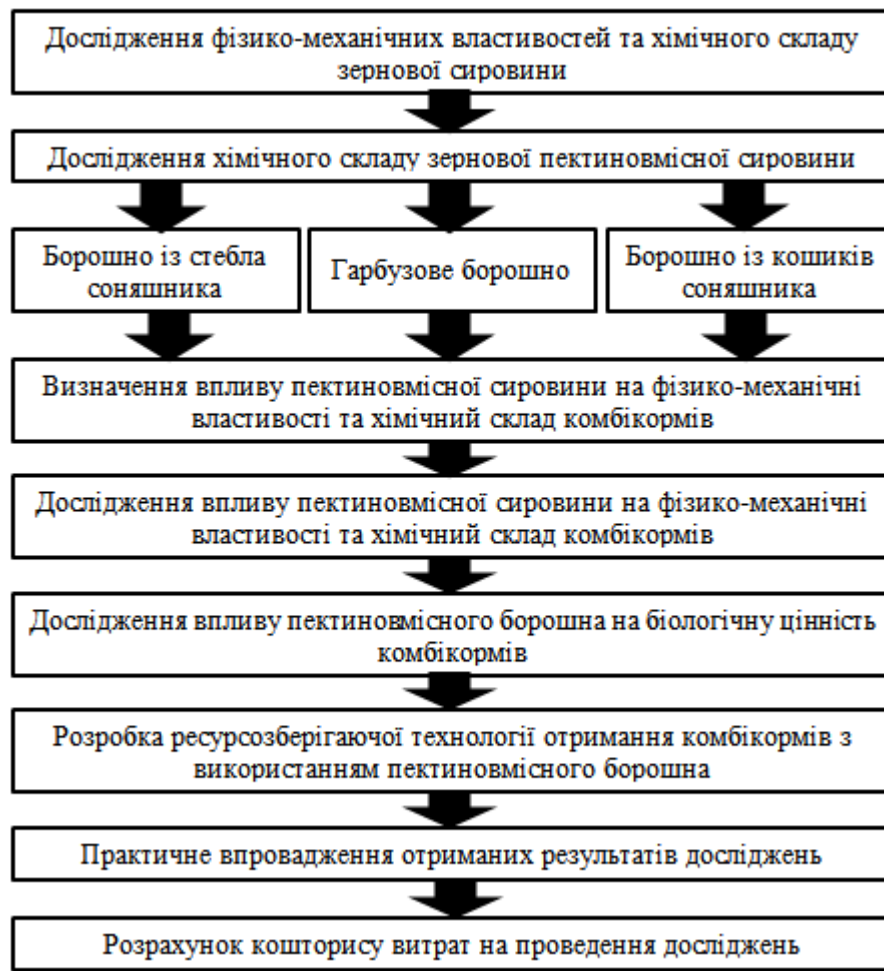 Дослідження фізико-механічних властивостей та хімічного складу
зернової сировини
Дослідження хімічного складу зернової пектиновмісної сировини
Борошно із стебла
соняшника
Гарбузове борошно
Борошно із кошиків
соняшника
Визначення впливу пектиновмісної сировини на фізико-механічні
властивості та хімічний склад комбікормів
Дослідження впливу пектиновмісної сировини на фізико-механічні
властивості та хімічний склад комбікормів
Дослідження впливу пектиновмісного борошна на біологічну цінність
комбікормів
Розробка ресурсозберігаючої технології отримання комбікормів з
використанням пектиновмісного борошна
Практичне впровадження отриманих результатів досліджень
Розрахунок кошторису витрат на проведення досліджень